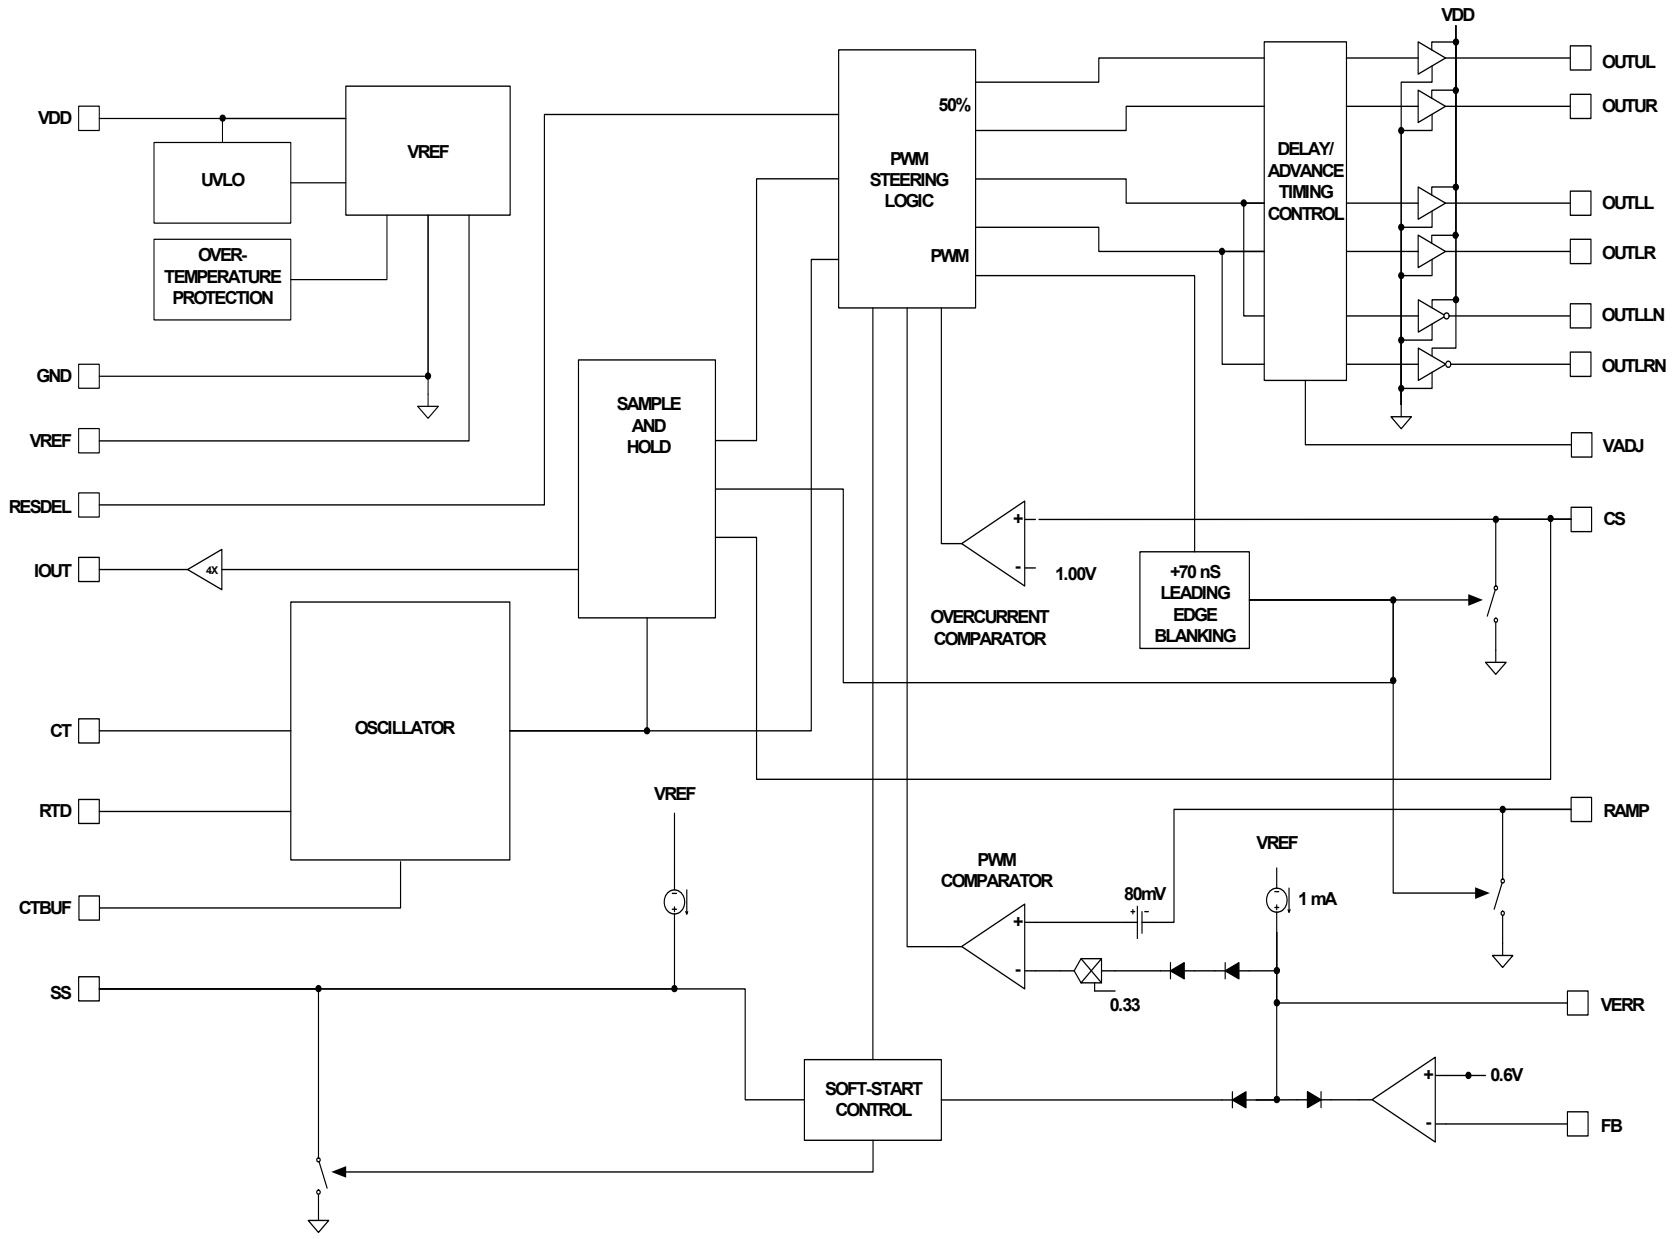 VDD
UVLO
OVER-
TEMPERATURE
PROTECTION
VREF
GND
VREF
RESDEL
IOUT
4X
CT
RTD
CTBUF
SS
OSCILLATOR
SAMPLE
AND
HOLD
VREF
50%
PWM
STEERING
LOGIC
PWM
DELAY/
ADVANCE
TIMING
CONTROL
VDD
OUTUL
OUTUR
OUTLL
OUTLR
OUTLLN
OUTLRN
VADJ
CS
+
-
1.00V
OVERCURRENT
COMPARATOR
+70 nS
LEADING
EDGE
BLANKING
RAMP
PWM
COMPARATOR
80mV
+ -
VREF
- +
1 mA
+
-
0.33
- +
VERR
SOFT-START
CONTROL
+
-
0.6V
FB